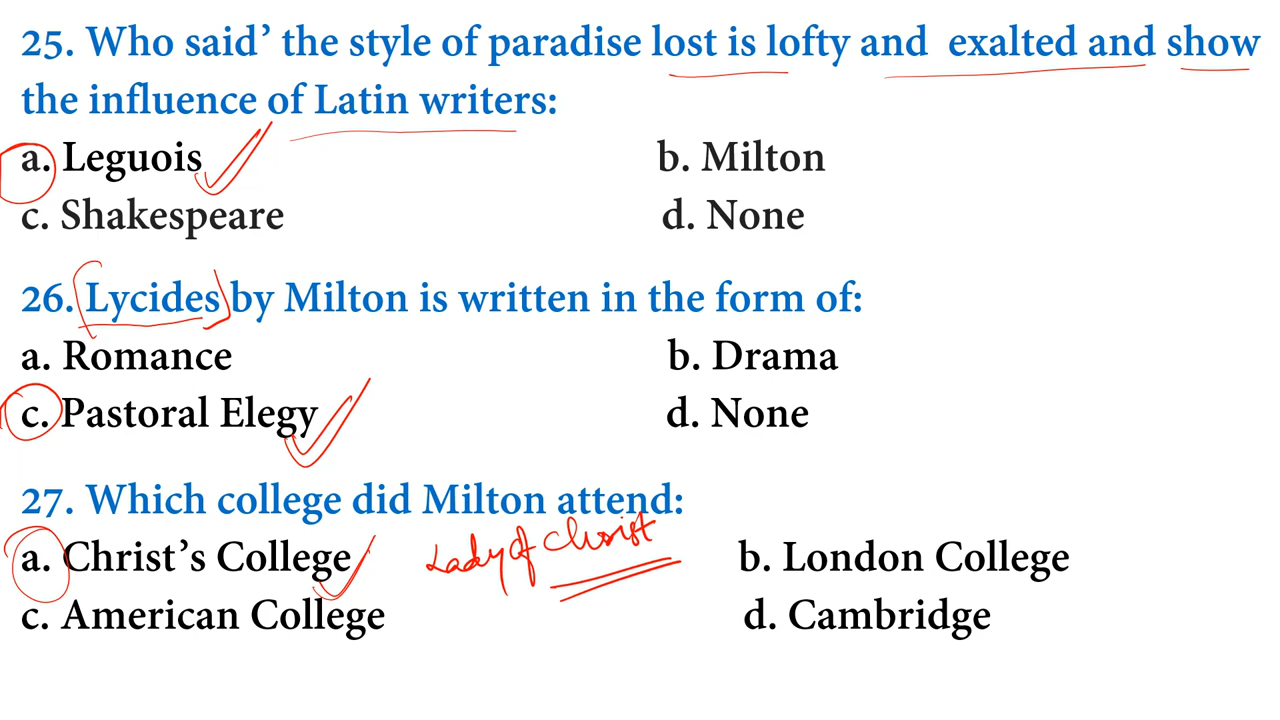 25. Who said’ the style of paradise lost is lofty and exalted and show
the influence of Latin writers:
a. Leguois b. Milton
c. Shakespeare d. None
26. Lycides by Milton is written in the form of:
a. Romance b. Drama
c. Pastoral Elegy d. None
27. Which college did Milton attend:
Lady of Christ
a. Christ’s College b. London College
c. American College d. Cambridge